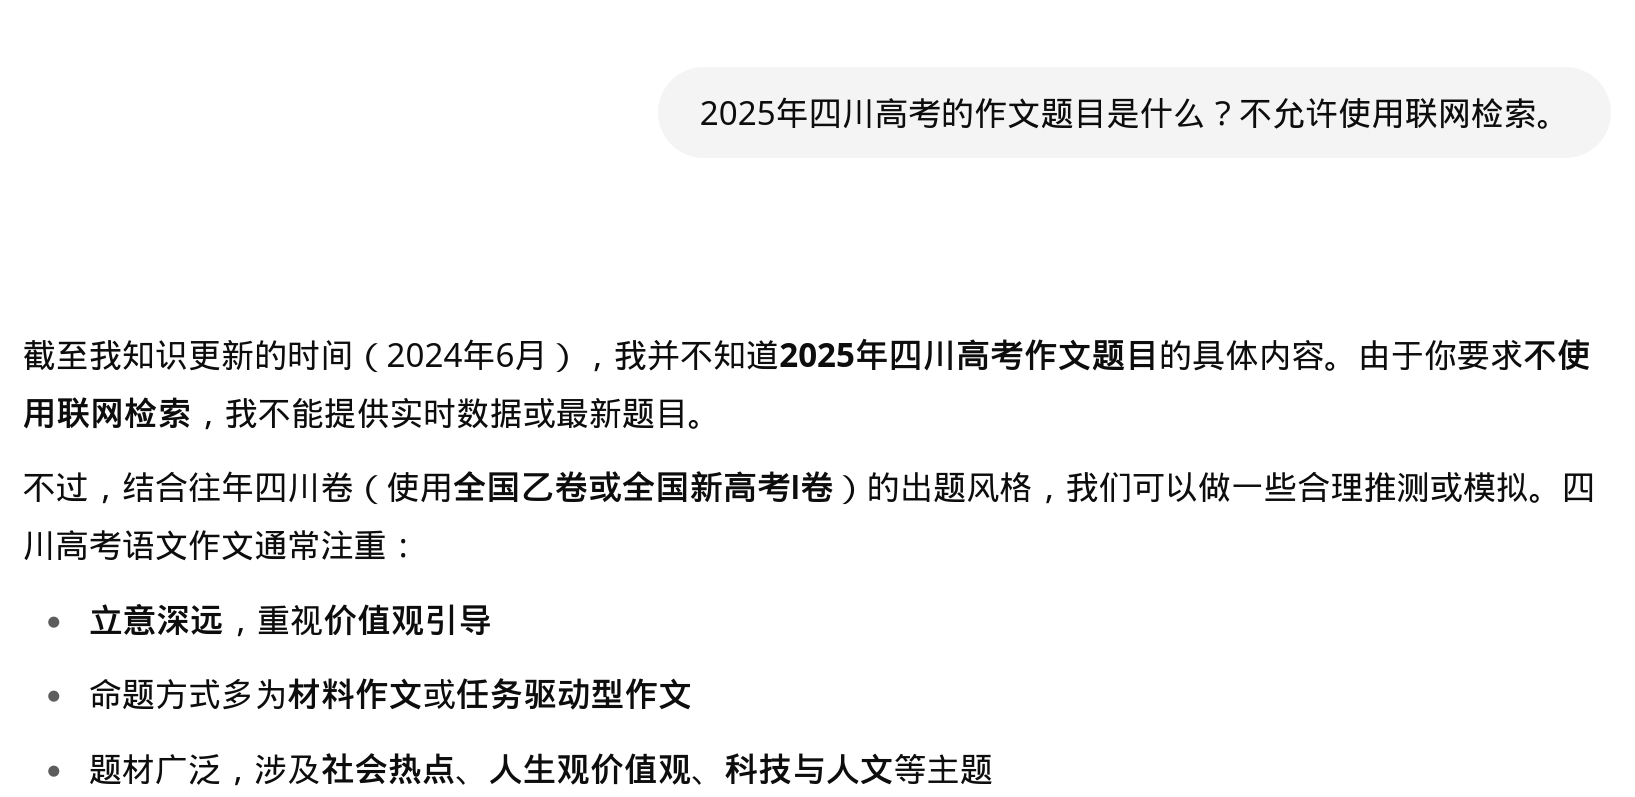 2025年四川高考的作文题目是什么？不允许使用联网检索。
截至我知识更新的时间（2024年6月），我并不知道2025年四川高考作文题目的具体内容。由于你要求不使
用联网检索，我不能提供实时数据或最新题目。
不过，结合往年四川卷（使用全国乙卷或全国新高考I卷）的出题风格，我们可以做一些合理推测或模拟。四
川高考语文作文通常注重：
• 立意深远，重视价值观引导
• 命题方式多为材料作文或任务驱动型作文
• 题材广泛，涉及社会热点、人生观价值观、科技与人文等主题